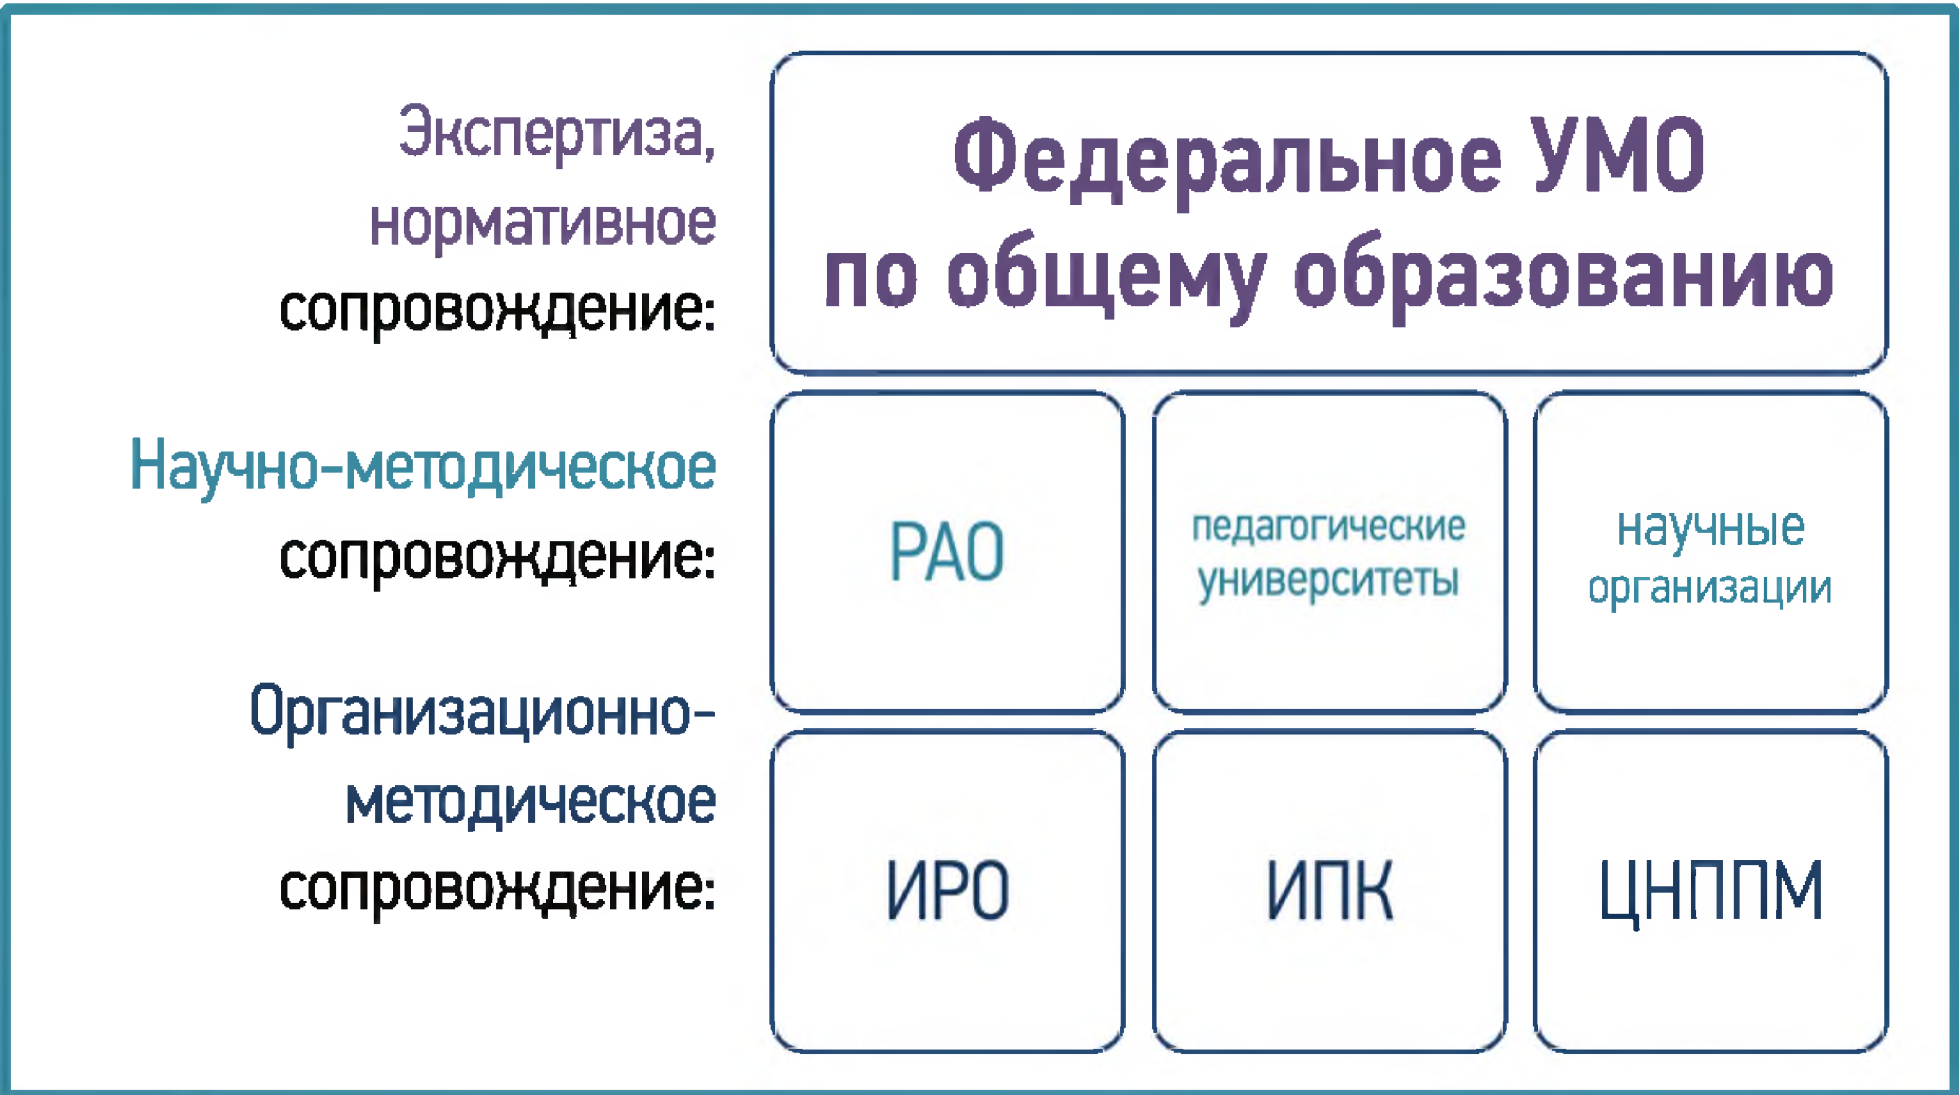 Экспертиза,
нормативное
сопровождение:
Федеральное УМО
по общему образованию
Научно-методическое
сопровождение:
РАО
педагогические
университеты
научные
организации
Организационно-
методическое
сопровождение:
ИРО
ИПК
ЦНППМ